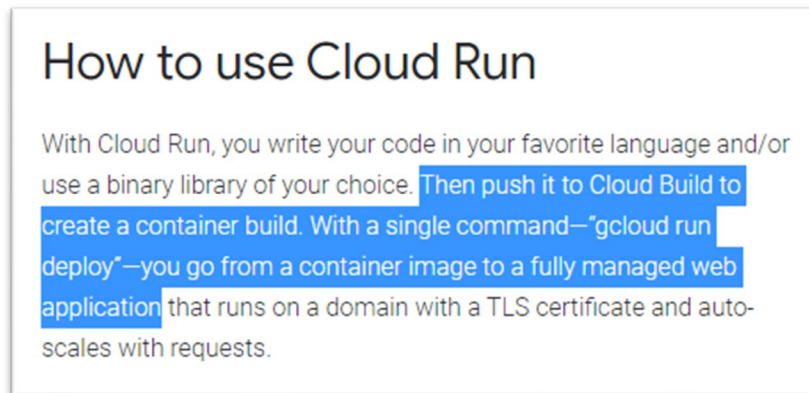 How to use Cloud Run
With Cloud Run, you write your code in your favorite language and/or
use a binary library of your choice. Then push it to Cloud Build to
create a container build. With a single command—“gcloud run
deploy”—you go from a container image to a fully managed web
application that runs on a domain with a TLS certificate and auto-
scales with requests.